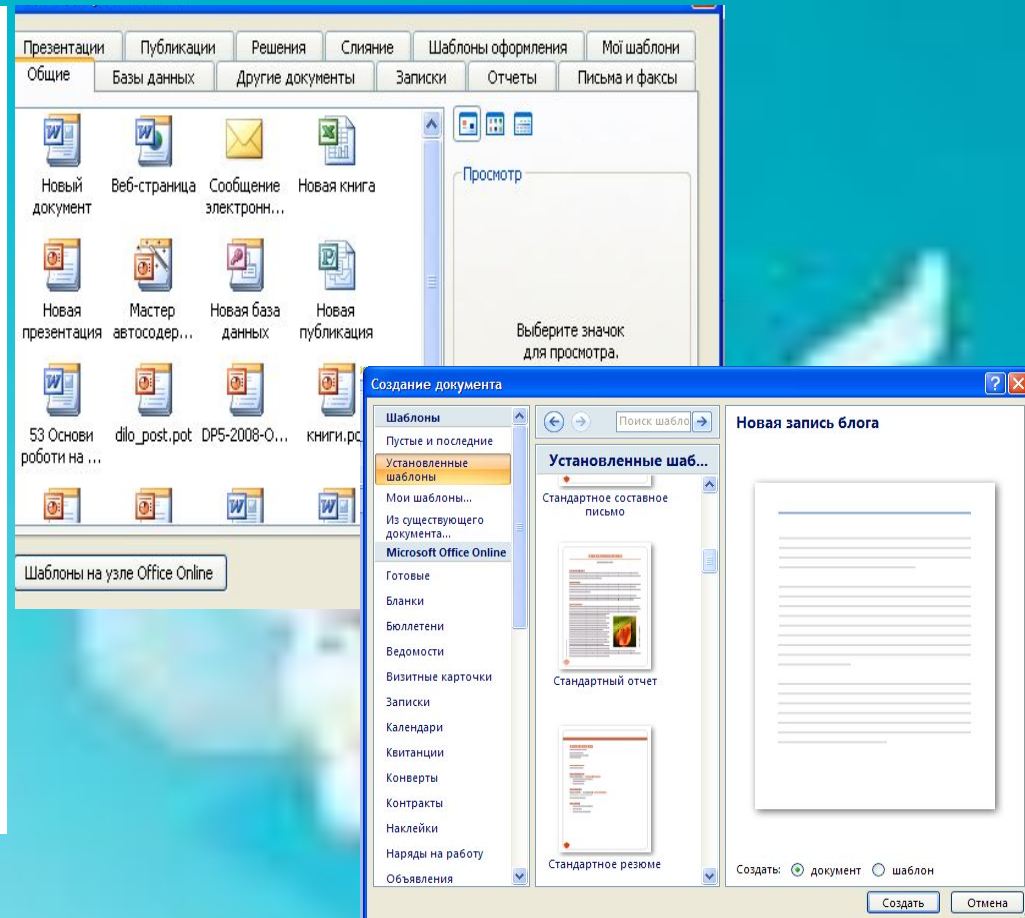 Презентации Публикации Решения Слияние Шаблоны оформления Мої шаблони
Общие Базы данных Другие документы Записки Отчеты Письма и факсы
Новый документ
Веб-страница
Сообщение электронн...
Новая книга
Новая презентация
Мастер автосодер...
Новая база данных
Новая публикация
53 Основи роботи на ...
dilo_post.pot
DP5-2008-О...
книги.po
Просмотр
Выберите значок
для просмотра.
Шаблоны на узле Office Online
Создание документа
Шаблоны
Пустые и последние
Установленные
шаблоны
Мои шаблоны...
Из существующего
документа...
Microsoft Office Online
Готовые
Бланки
Бюллетени
Ведомости
Визитные карточки
Записки
Календари
Квитанции
Конверты
Контракты
Наклейки
Наряды на работу
Объявления
Поиск шабло
Установленные шаб...
Стандартное составное
письмо
Стандартный отчет
Стандартное резюме
Новая запись блога
Создать: документ шаблон
Создать Отмена